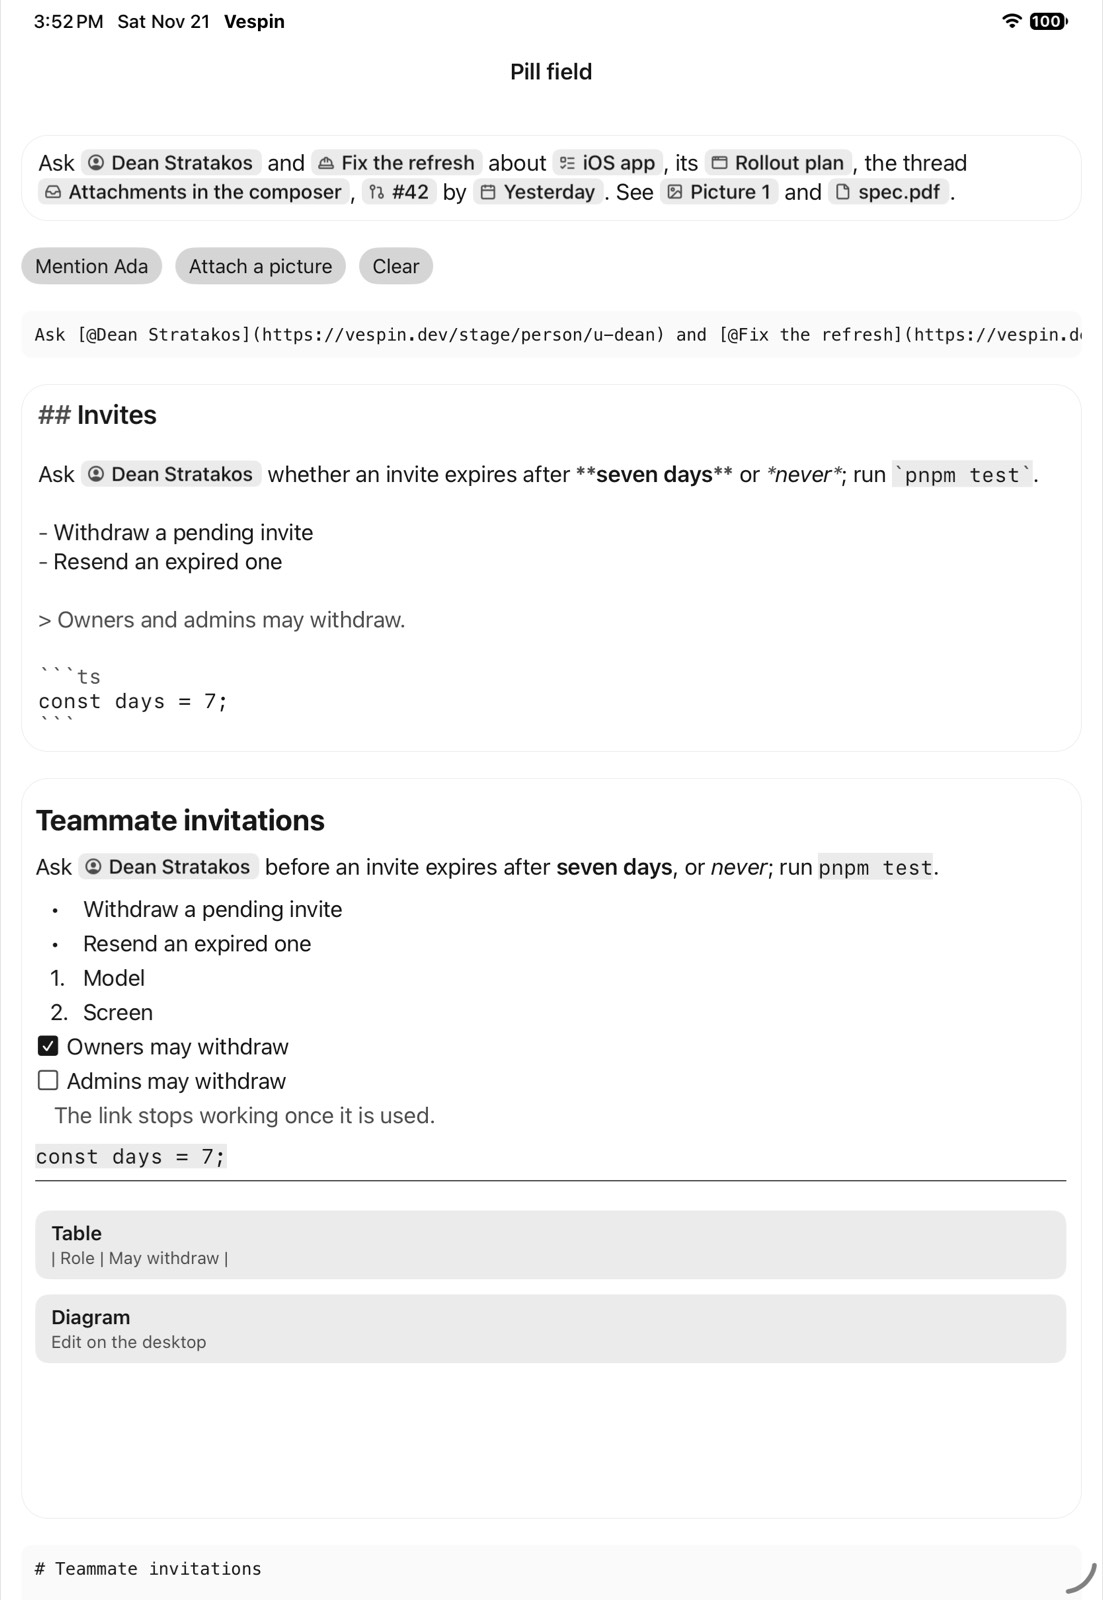 3:52 PM Sat Nov 21 Vespin 100
Pill field
Ask Dean Stratakos and Fix the refresh about iOS app, its Rollout plan, the thread
Attachments in the composer, #42 by Yesterday. See Picture 1 and spec.pdf.
Mention Ada Attach a picture Clear
Ask [@Dean Stratakos](https://vespin.dev/stage/person/u-dean) and [@Fix the refresh](https://vespin.d
## Invites
Ask Dean Stratakos whether an invite expires after **seven days** or *never*; run `pnpm test`.
- Withdraw a pending invite
- Resend an expired one
> Owners and admins may withdraw.
```ts
const days = 7;
```
Teammate invitations
Ask Dean Stratakos before an invite expires after seven days, or never; run pnpm test.
• Withdraw a pending invite
• Resend an expired one
1. Model
2. Screen
Owners may withdraw
Admins may withdraw
The link stops working once it is used.
const days = 7;
Table
| Role | May withdraw |
Diagram
Edit on the desktop
# Teammate invitations